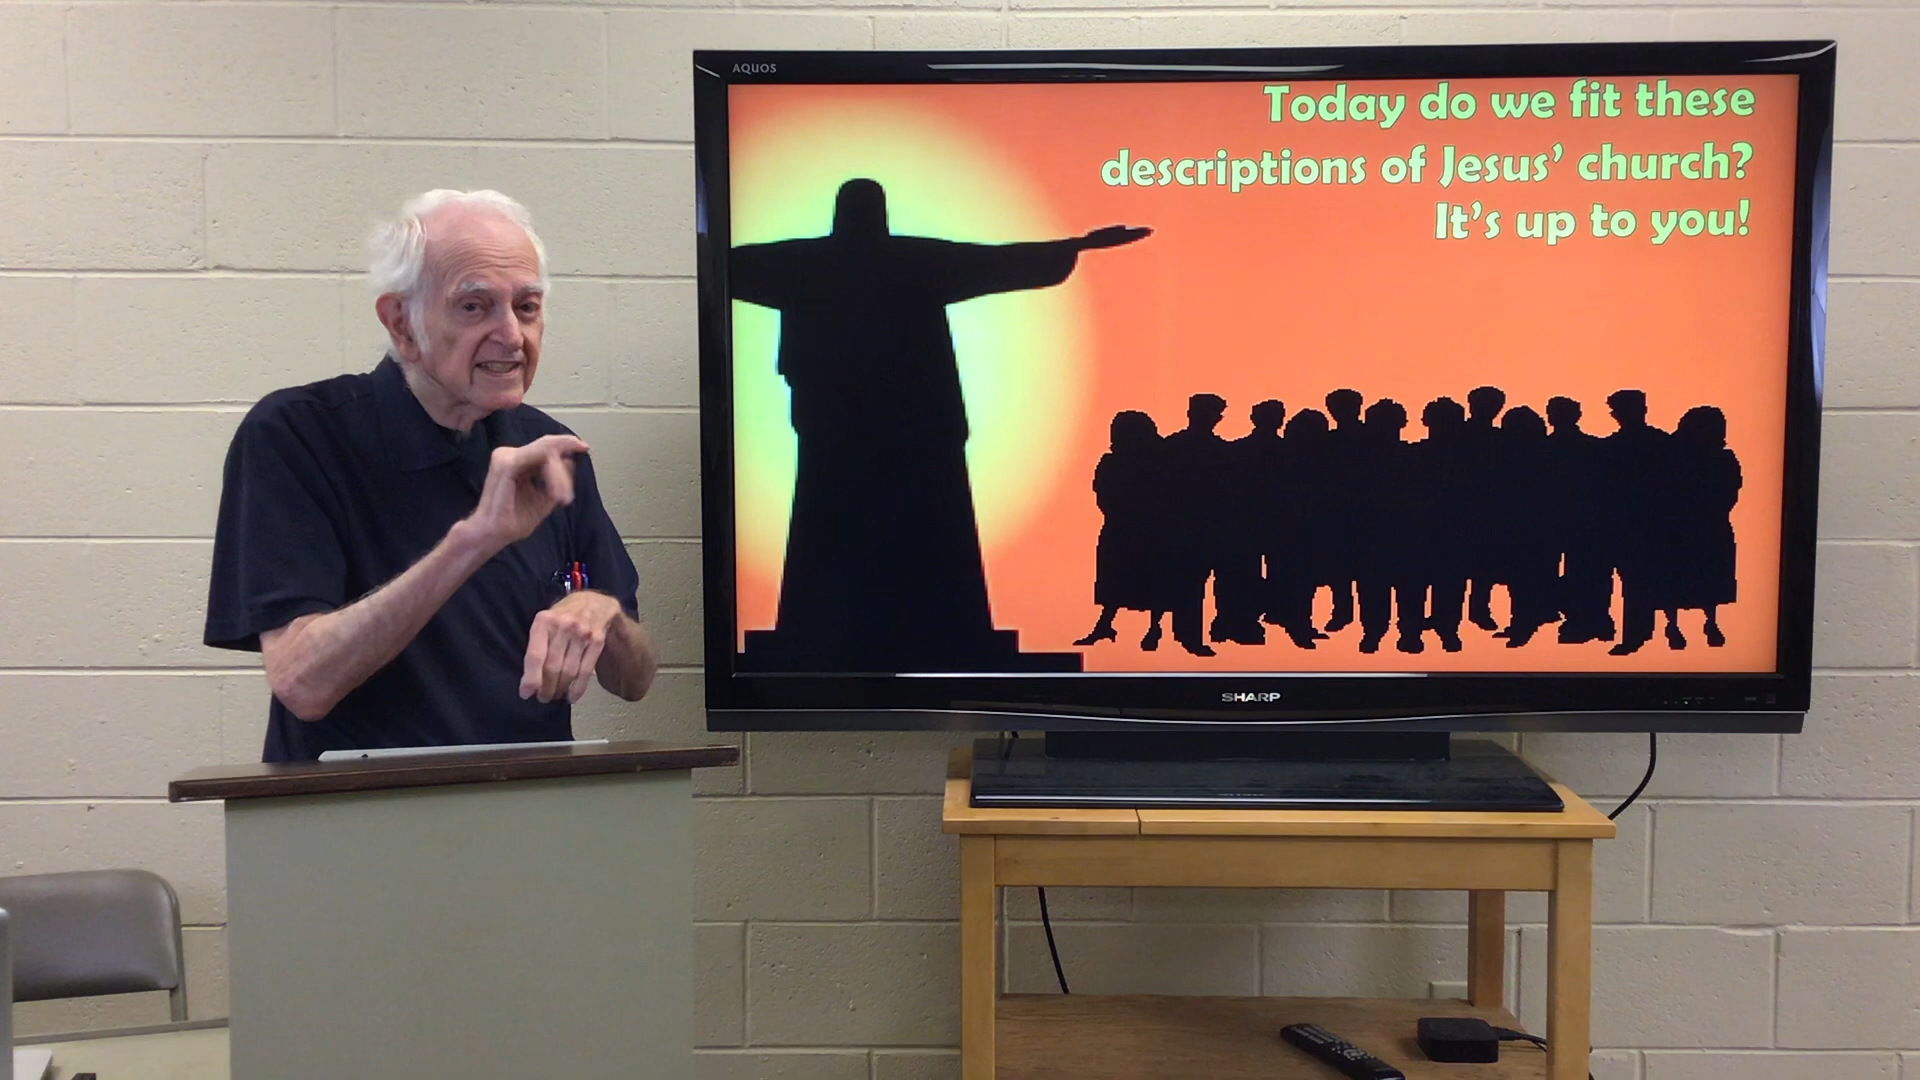 AQUOS
Today do we fit these
descriptions of Jesus’ church?
It’s up to you!
SHARP